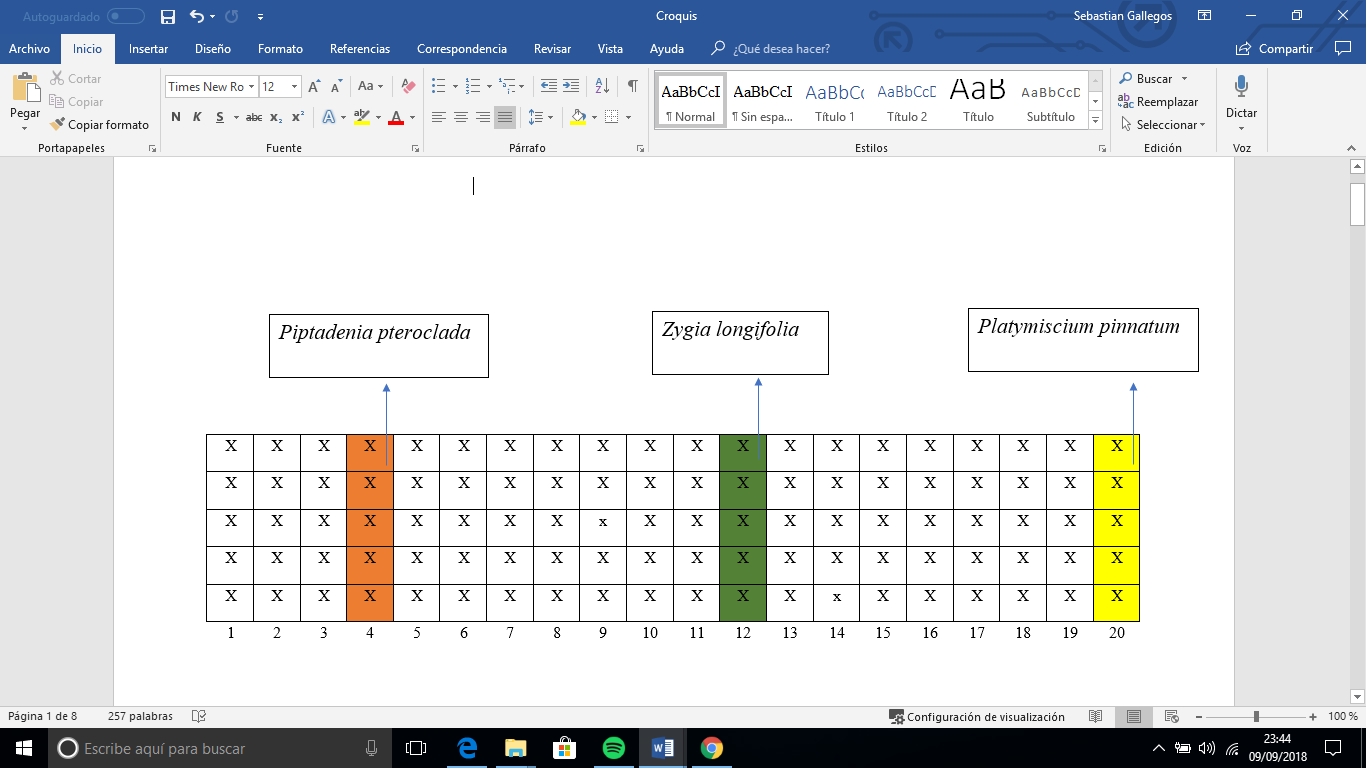 Autoguardado
Croquis
Sebastian Gallegos
Archivo Inicio Insertar Diseño Formato Referencias Correspondencia Revisar Vista Ayuda ¿Qué desea hacer? Compartir
Pegar
Cortar
Copiar
Copiar formato
Portapapeles
Times New Ro 12
Aa
N K S abc x₂ x² A ab A
Fuente
Párrafo
AaBbCcI AaBbCcI AaBbCc AaBbCcD AaB AaBbCcD
¶ Normal ¶ Sin espa... Título 1 Título 2 Título Subtítulo
Estilos
Buscar
Reemplazar
Seleccionar
Edición
Dictar
Voz
Piptadenia pteroclada
Zygia longifolia
Platymiscium pinnatum
X X X X X X X X X X X X X X X X X X X X
X X X X X X X X X X X X X X X X X X X X
X X X X X X X X x X X X X X X X X X X X
X X X X X X X X X X X X X X X X X X X X
X X X X X X X X X X X X X x X X X X X X
1 2 3 4 5 6 7 8 9 10 11 12 13 14 15 16 17 18 19 20
Página 1 de 8 257 palabras Configuración de visualización 100 %
Escribe aquí para buscar
23:44
09/09/2018